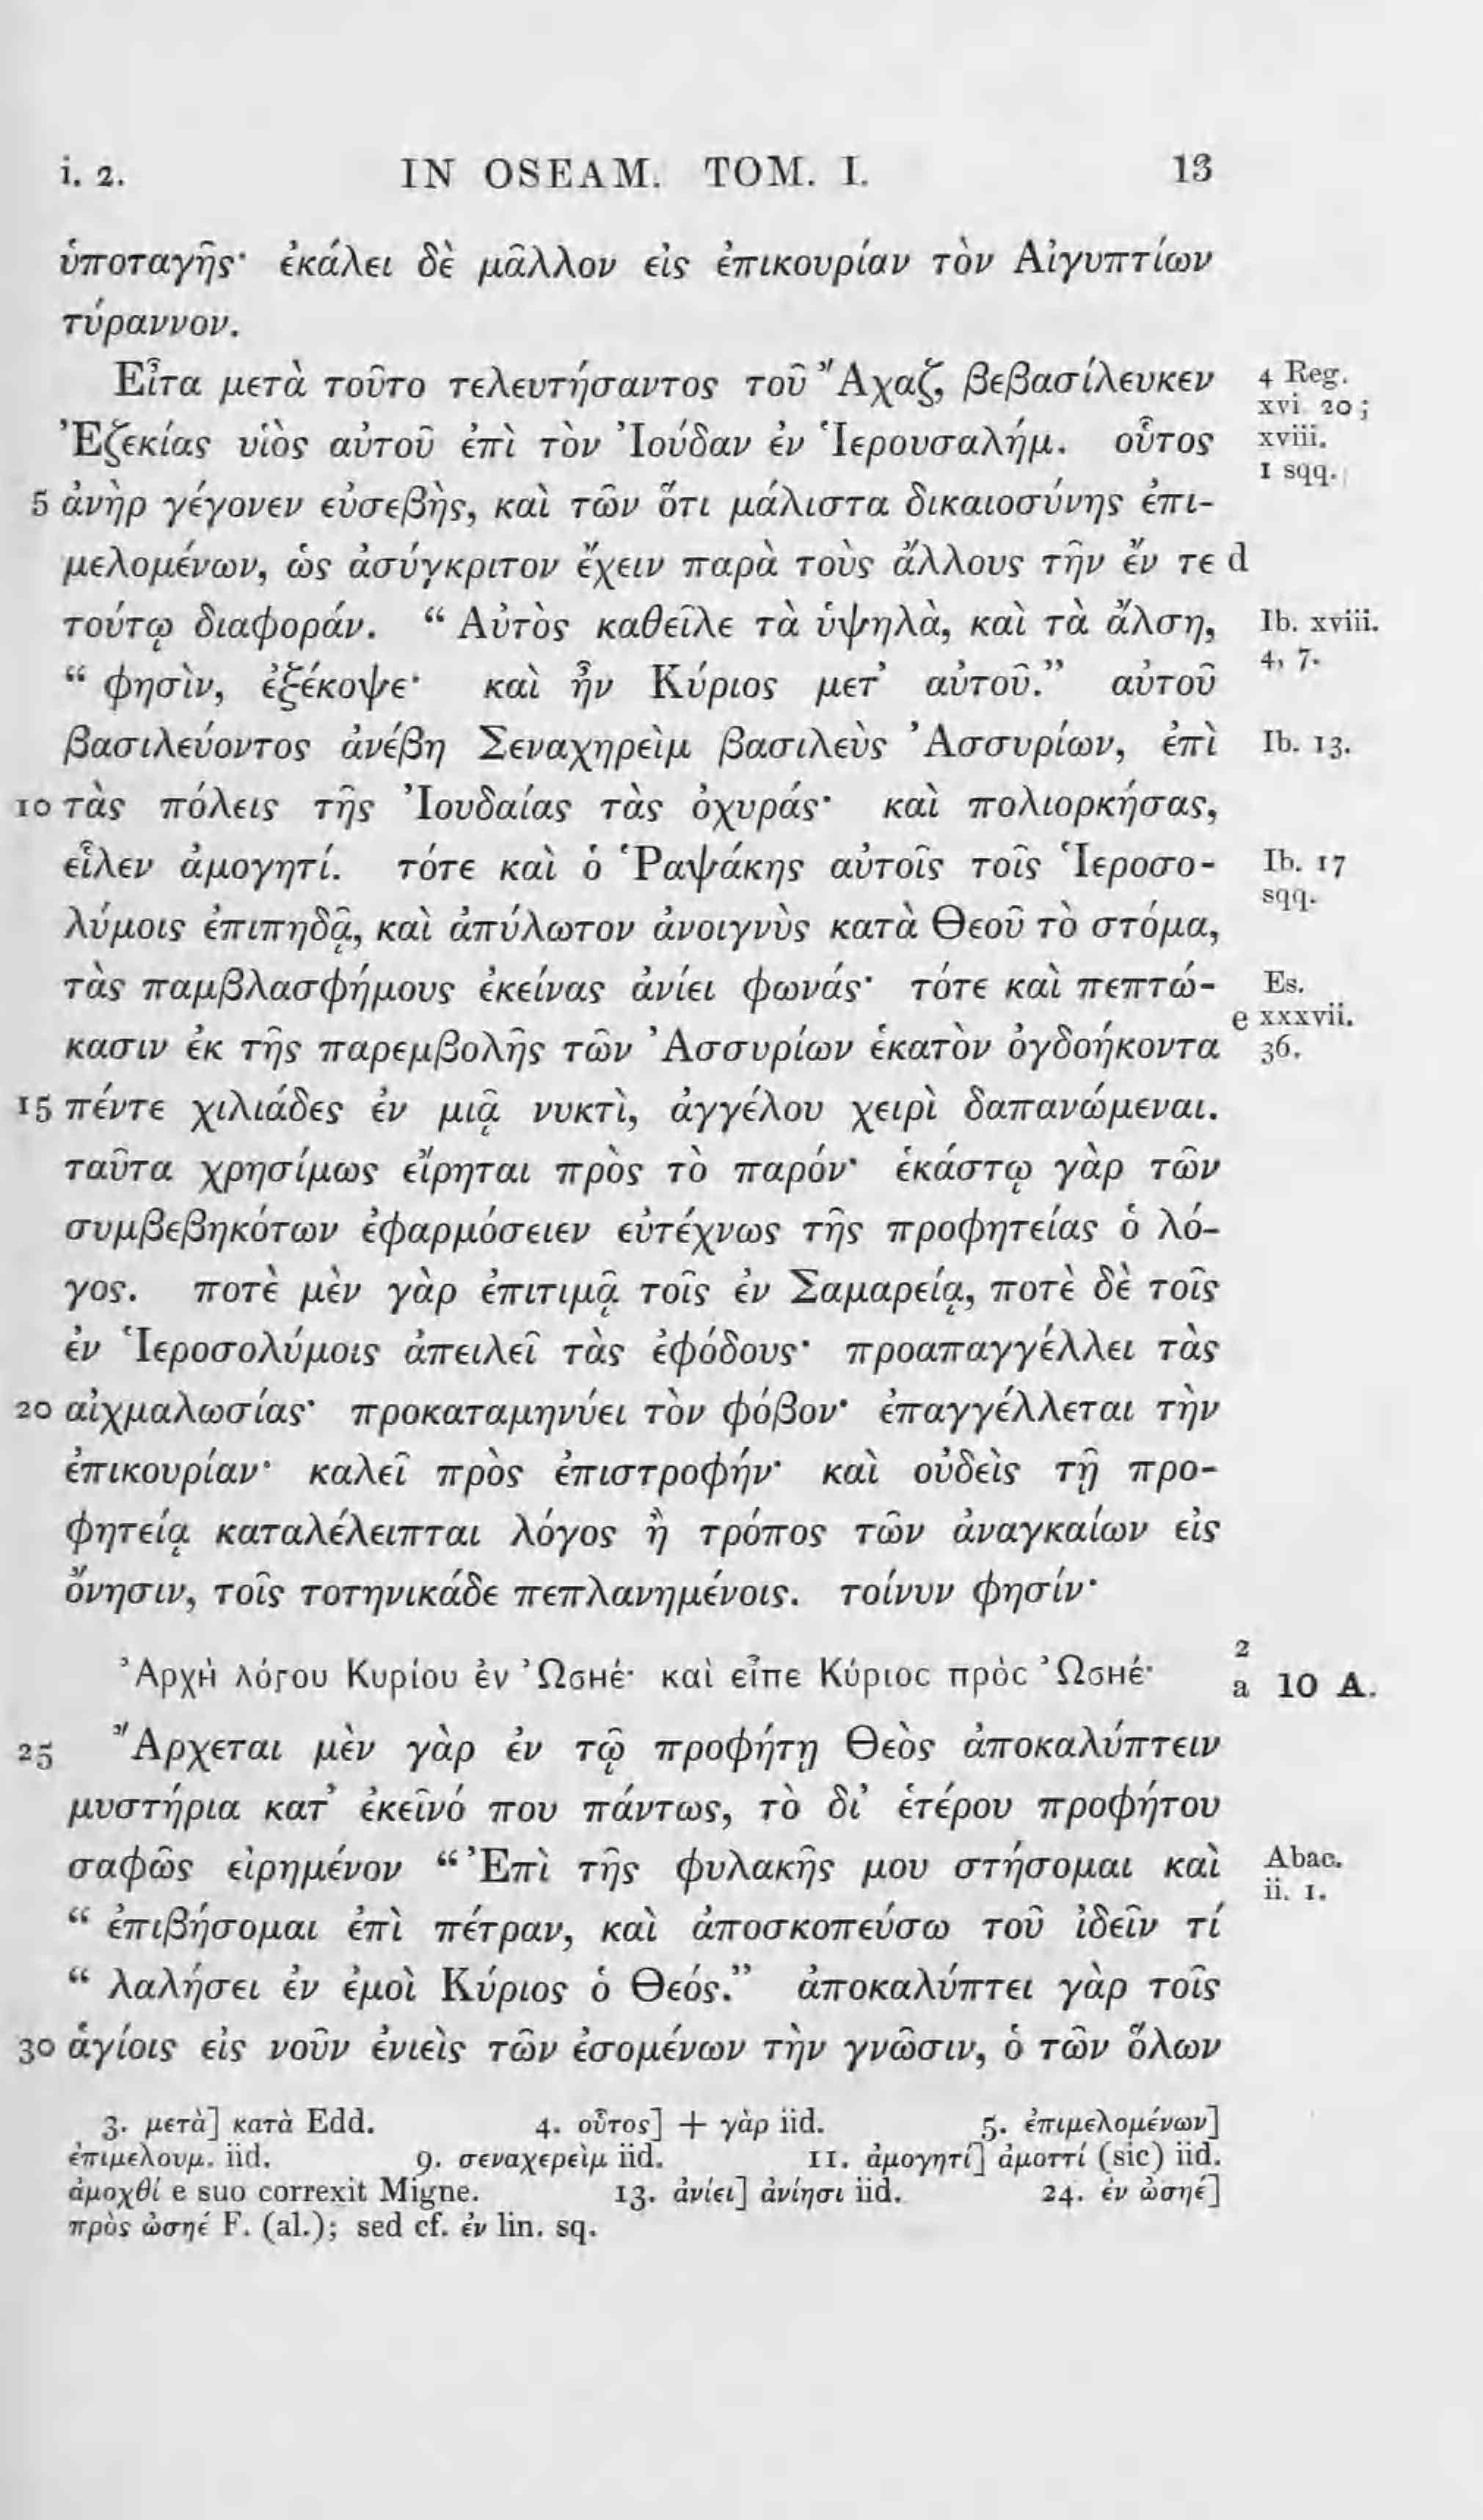 i. 2. IN OSEAM. TOM. I. 13
ὑποταγῆς· ἐκάλει δὲ μᾶλλον εἰς ἐπικουρίαν τὸν Αἰγυπτίων
τύραννον.
Εἶτα μετὰ τοῦτο τελευτήσαντος τοῦ Ἄχαζ, βεβασίλευκεν 4 Reg.
xvi. 20;
Ἐζεκίας υἱὸς αὐτοῦ ἐπὶ τὸν Ἰούδαν ἐν Ἱερουσαλήμ. οὗτος xviii.
1 sqq.
5 ἀνὴρ γέγονεν εὐσεβὴς, καὶ τῶν ὅτι μάλιστα δικαιοσύνης ἐπι-
μελομένων, ὡς ἀσύγκριτον ἔχειν παρὰ τοὺς ἄλλους τῆν ἔν τε d
τούτῳ διαφοράν. “ Αὐτὸς καθεῖλε τὰ ὑψηλὰ, καὶ τὰ ἄλση, Ib. xviii.
“ φησὶν, ἐξέκοψε· καὶ ἦν Κύριος μετ᾽ αὐτοῦ.” αὐτοῦ 4, 7.
βασιλεύοντος ἀνέβη Σεναχηρεὶμ βασιλεὺς Ἀσσυρίων, ἐπὶ Ib. 13.
10 τὰς πόλεις τῆς Ἰουδαίας τὰς ὀχυράς· καὶ πολιορκήσας,
εἷλεν ἀμογητί. τότε καὶ ὁ Ῥαψάκης αὐτοῖς τοῖς Ἱεροσο- Ib. 17
sqq.
λύμοις ἐπιπηδᾷ, καὶ ἀπύλωτον ἀνοιγνὺς κατὰ Θεοῦ τὸ στόμα,
τὰς παμβλασφήμους ἐκείνας ἀνίει φωνάς· τότε καὶ πεπτώ- Es.
e xxxvii.
κασιν ἐκ τῆς παρεμβολῆς τῶν Ἀσσυρίων ἑκατὸν ὀγδοήκοντα 36.
15 πέντε χιλιάδες ἐν μιᾷ νυκτὶ, ἀγγέλου χειρὶ δαπανώμεναι.
ταῦτα χρησίμως εἴρηται πρὸς τὸ παρόν· ἑκάστῳ γὰρ τῶν
συμβεβηκότων ἐφαρμόσειεν εὐτέχνως τῆς προφητείας ὁ λό-
γος. ποτὲ μὲν γὰρ ἐπιτιμᾷ τοῖς ἐν Σαμαρείᾳ, ποτὲ δὲ τοῖς
ἐν Ἱεροσολύμοις ἀπειλεῖ τὰς ἐφόδους· προαπαγγέλλει τὰς
20 αἰχμαλωσίας· προκαταμηνύει τὸν φόβον· ἐπαγγέλλεται τὴν
ἐπικουρίαν· καλεῖ πρὸς ἐπιστροφήν· καὶ οὐδεὶς τῇ προ-
φητείᾳ καταλέλειπται λόγος ἢ τρόπος τῶν ἀναγκαίων εἰς
ὄνησιν, τοῖς τοτηνικάδε πεπλανημένοις. τοίνυν φησίν·
2
Ἀρχὴ λόγου Κυρίου ἐν Ὠσηέ· καὶ εἶπε Κύριος πρὸς Ὠσηέ· a 10 A.
25 Ἄρχεται μὲν γὰρ ἐν τῷ προφήτῃ Θεὸς ἀποκαλύπτειν
μυστήρια κατ᾽ ἐκεῖνό που πάντως, τὸ δι᾽ ἑτέρου προφήτου
σαφῶς εἰρημένον “ Ἐπὶ τῆς φυλακῆς μου στήσομαι καὶ Abac.
ii. 1.
“ ἐπιβήσομαι ἐπὶ πέτραν, καὶ ἀποσκοπεύσω τοῦ ἰδεῖν τί
“ λαλήσει ἐν ἐμοὶ Κύριος ὁ Θεός.” ἀποκαλύπτει γὰρ τοῖς
30 ἁγίοις εἰς νοῦν ἐνιεὶς τῶν ἐσομένων τὴν γνῶσιν, ὁ τῶν ὅλων
3. μετὰ] κατὰ Edd. 4. οὗτος] + γὰρ iid. 5. ἐπιμελομένων]
ἐπιμελουμ. iid. 9. σεναχερεὶμ iid. 11. ἀμογητί] ἀμοττί (sic) iid.
ἀμοχθί e suo correxit Migne. 13. ἀνίει] ἀνίησι iid. 24. ἐν ὠσηέ]
πρὸς ὠσηέ F. (al.); sed cf. ἐν lin. sq.